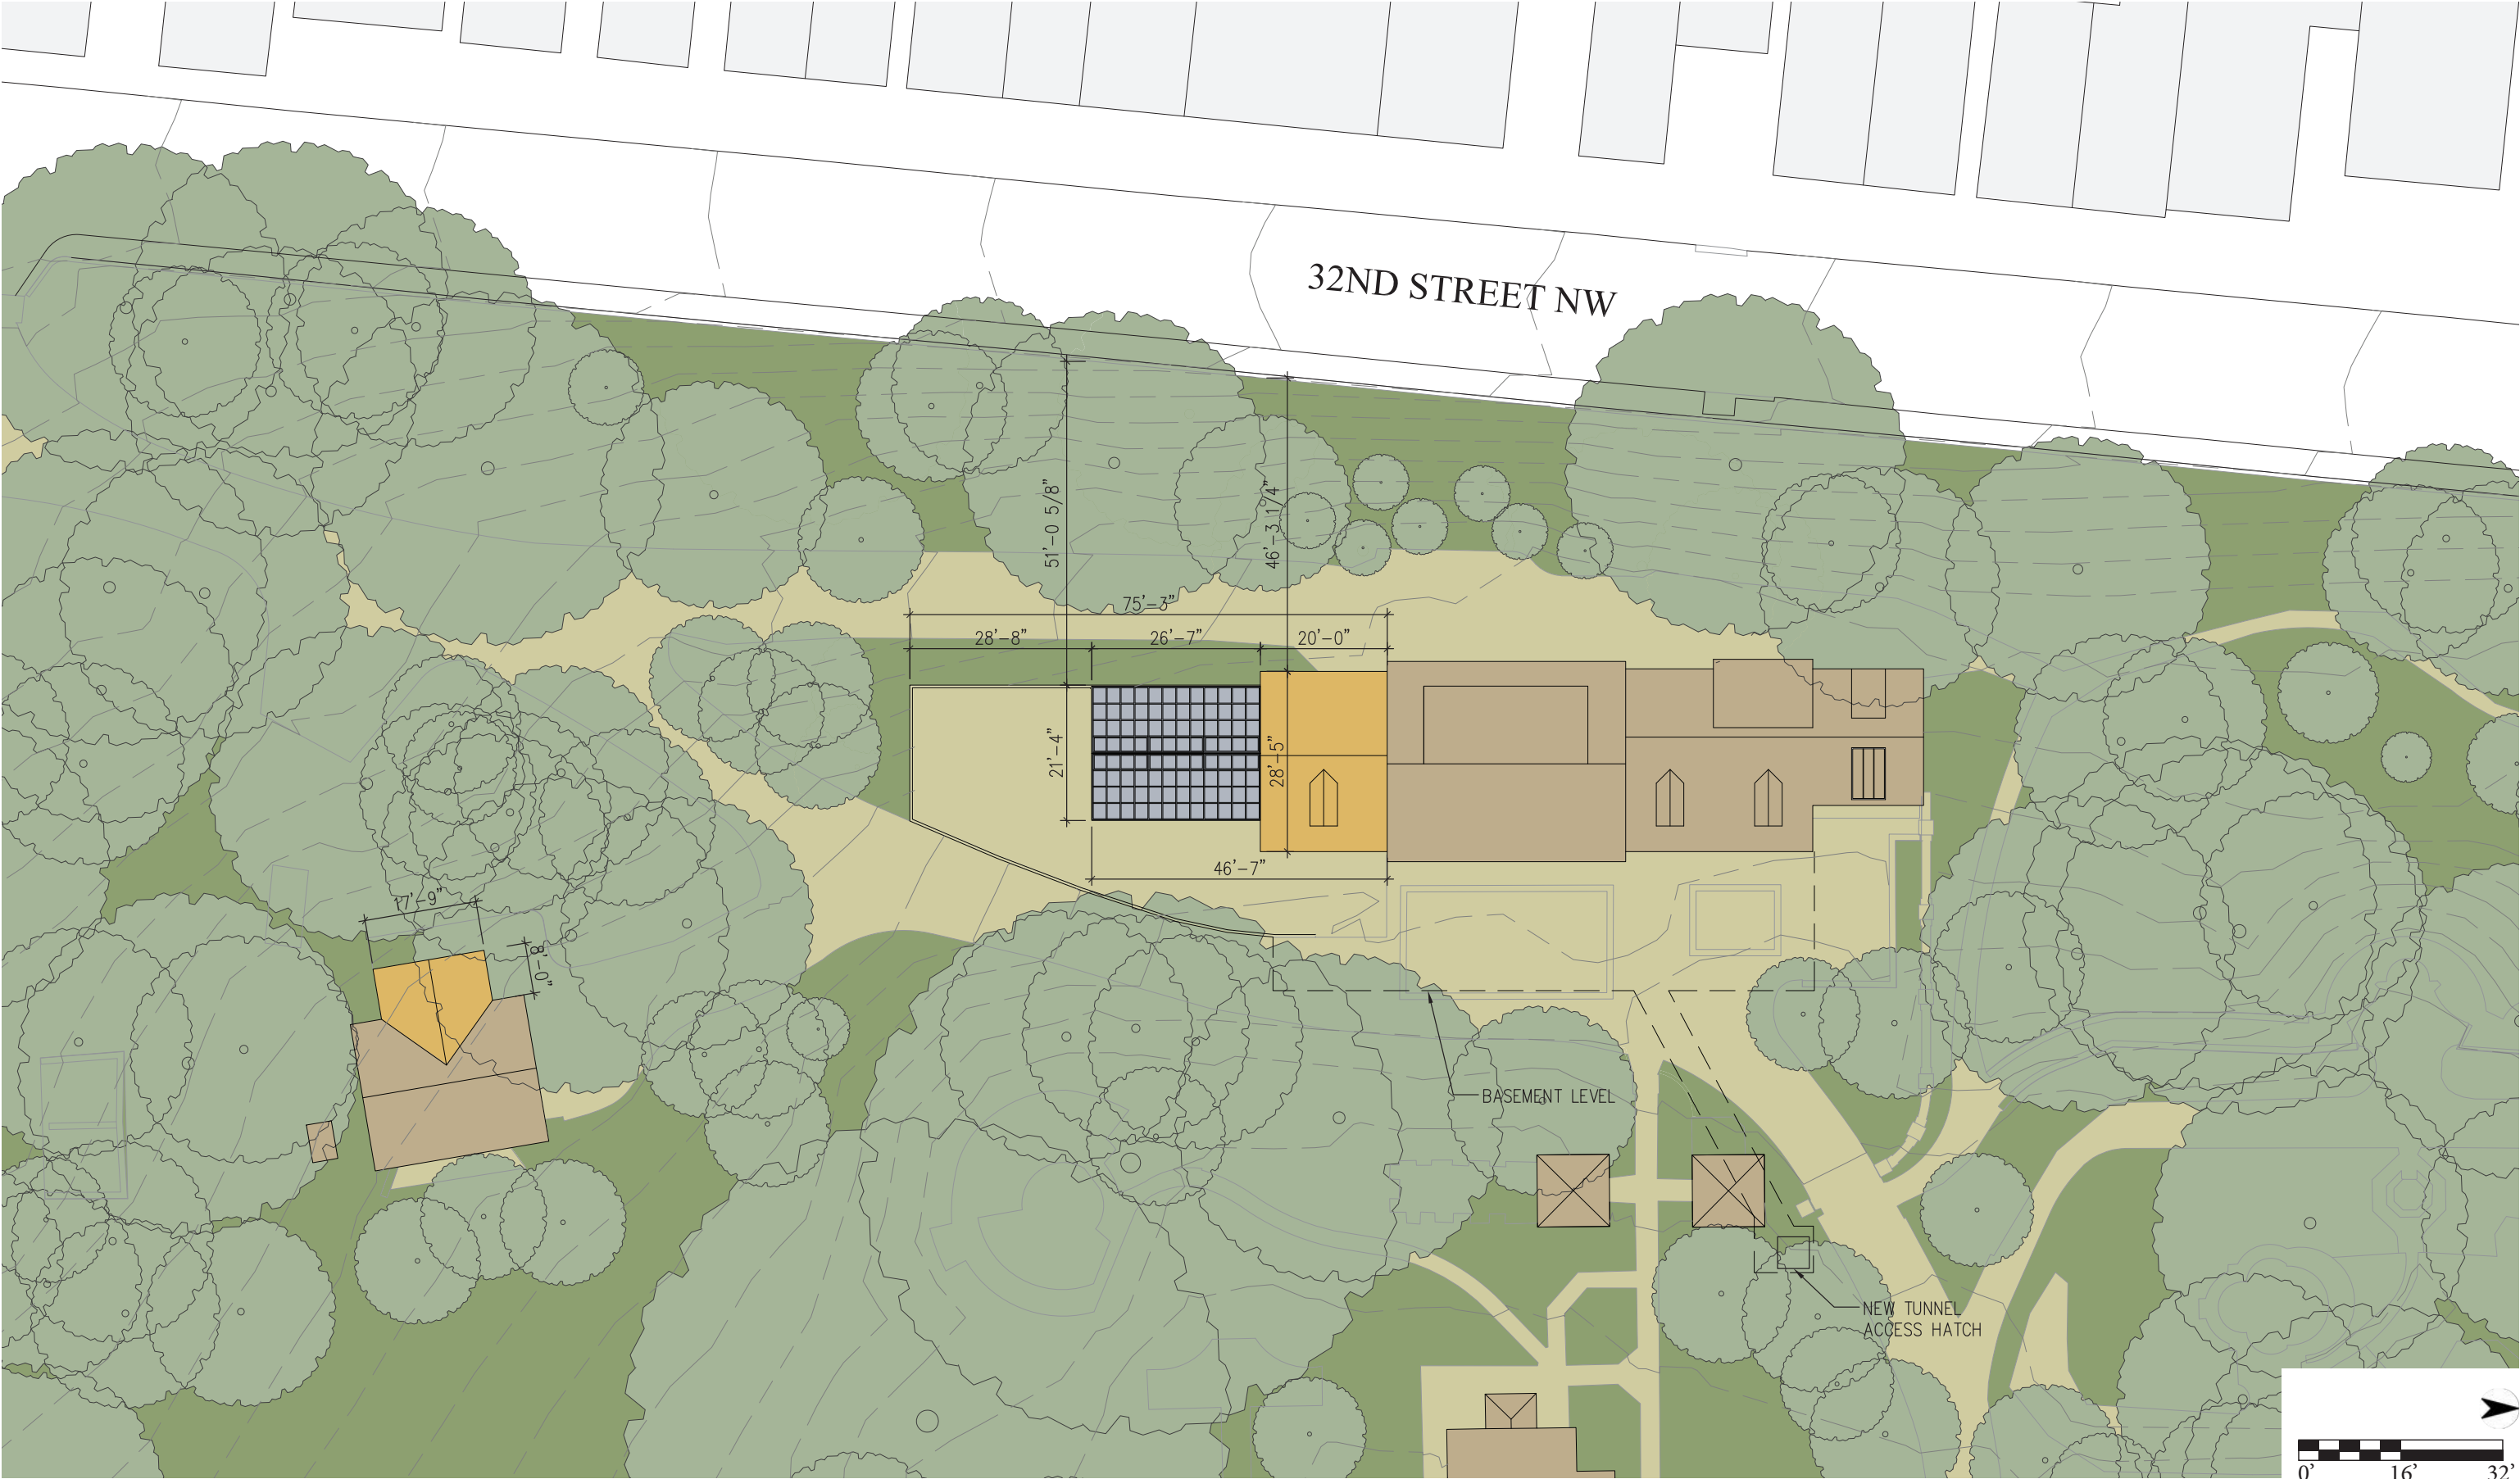 32ND STREET NW
51'-0 5/8"
46'-3 1/4"
75'-3"
28'-8"
26'-7"
20'-0"
21'-4"
28'-5"
46'-7"
17'-9"
8'-0"
BASEMENT LEVEL
NEW TUNNEL
ACCESS HATCH
0' 16' 32'